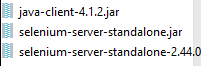 java-client-4.1.2.jar
selenium-server-standalone.jar
selenium-server-standalone-2.44.0